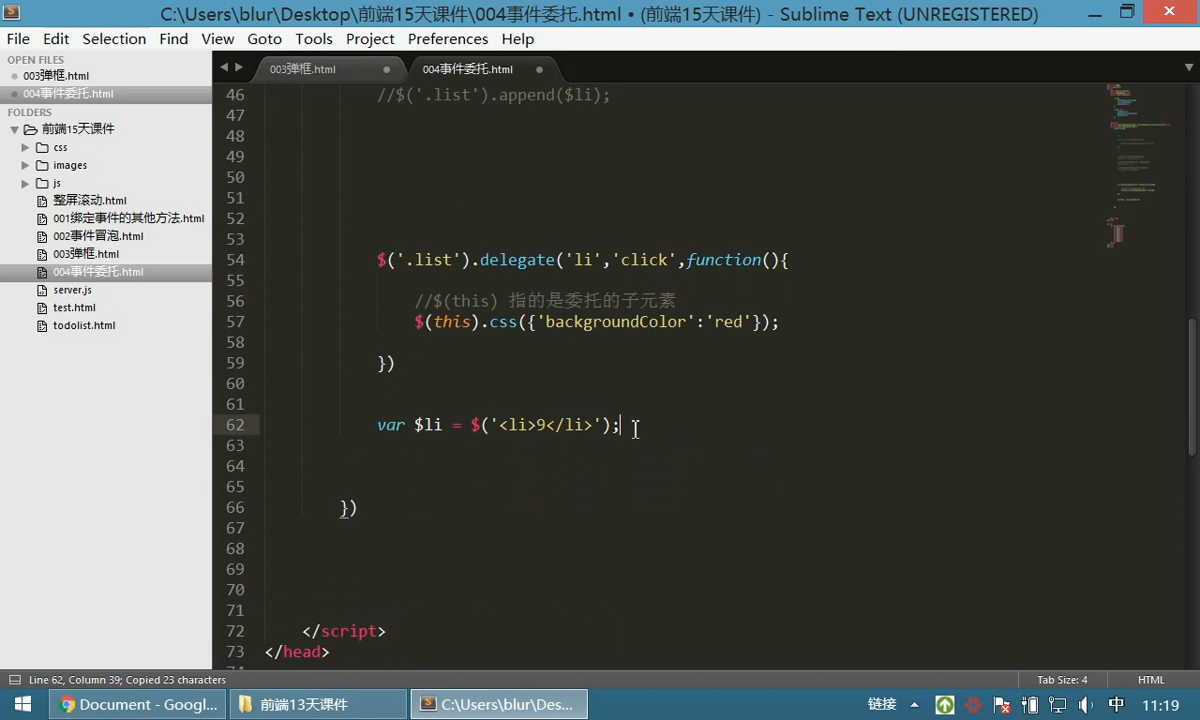 C:\Users\blur\Desktop\前端15天课件\004事件委托.html • (前端15天课件) - Sublime Text (UNREGISTERED)
File Edit Selection Find View Goto Tools Project Preferences Help
OPEN FILES
003弹框.html
004事件委托.html
FOLDERS
前端15天课件
css
images
js
整屏滚动.html
001绑定事件的其他方法.html
002事件冒泡.html
003弹框.html
004事件委托.html
server.js
test.html
todolist.html
003弹框.html 004事件委托.html
46 //$('.list').append($li);
47
48
49
50
51
52
53
54 $('.list').delegate('li','click',function(){
55
56 //$(this) 指的是委托的子元素
57 $(this).css({'backgroundColor':'red'});
58
59 })
60
61
62 var $li = $('<li>9</li>');
63
64
65
66 })
67
68
69
70
71
72 </script>
73 </head>
Line 62, Column 39; Copied 23 characters Tab Size: 4 HTML
Document - Googl... 前端13天课件 C:\Users\blur\Des... 链接 中 11:19